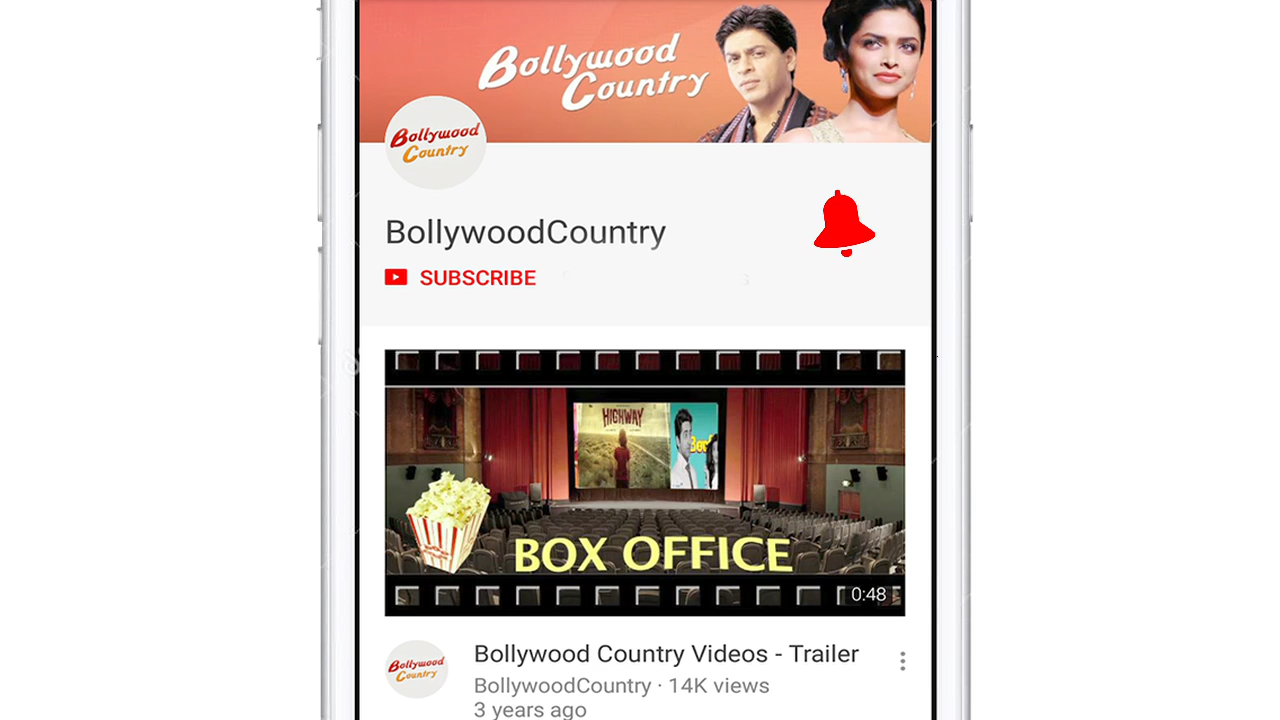 Bollywood
Country
Bollywood
Country
BollywoodCountry
SUBSCRIBE
HIGHWAY
BOX OFFICE
0:48
Bollywood
Country
Bollywood Country Videos - Trailer
BollywoodCountry · 14K views
3 years ago